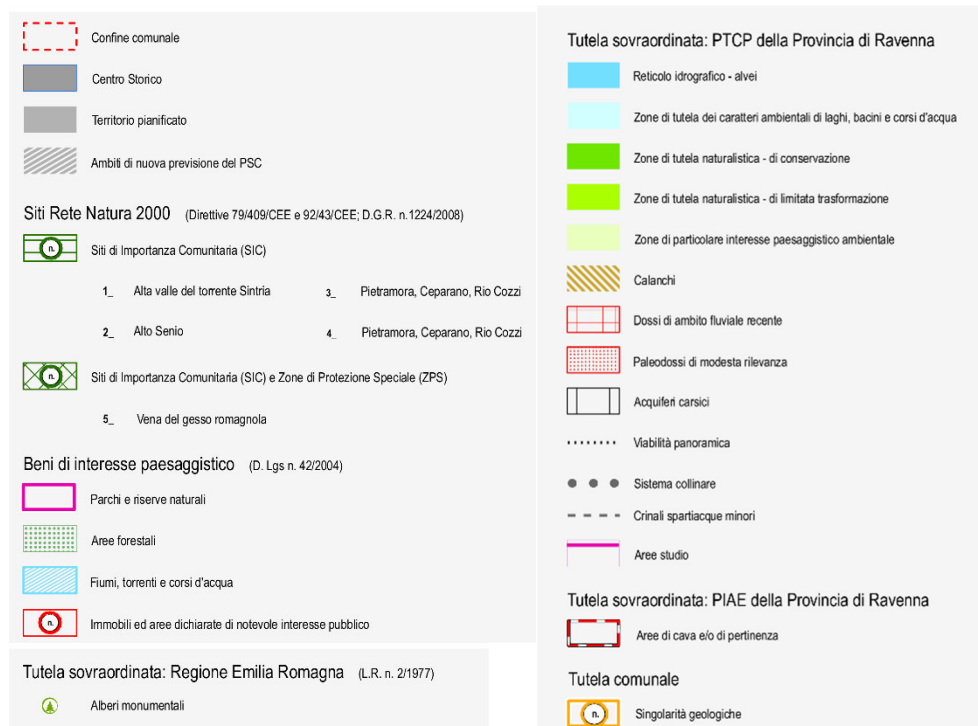 Confine comunale
Centro Storico
Territorio pianificato
Ambiti di nuova previsione del PSC
Siti Rete Natura 2000 (Direttive 79/409/CEE e 92/43/CEE; D.G.R. n.1224/2008)
n. Siti di Importanza Comunitaria (SIC)
1_ Alta valle del torrente Sintria 3_ Pietramora, Ceparano, Rio Cozzi
2_ Alto Senio 4_ Pietramora, Ceparano, Rio Cozzi
n. Siti di Importanza Comunitaria (SIC) e Zone di Protezione Speciale (ZPS)
5_ Vena del gesso romagnola
Beni di interesse paesaggistico (D. Lgs n. 42/2004)
Parchi e riserve naturali
Aree forestali
Fiumi, torrenti e corsi d'acqua
n. Immobili ed aree dichiarate di notevole interesse pubblico
Tutela sovraordinata: Regione Emilia Romagna (L.R. n. 2/1977)
Alberi monumentali
Tutela sovraordinata: PTCP della Provincia di Ravenna
Reticolo idrografico - alvei
Zone di tutela dei caratteri ambientali di laghi, bacini e corsi d'acqua
Zone di tutela naturalistica - di conservazione
Zone di tutela naturalistica - di limitata trasformazione
Zone di particolare interesse paesaggistico ambientale
Calanchi
Dossi di ambito fluviale recente
Paleodossi di modesta rilevanza
Acquiferi carsici
Viabilità panoramica
Sistema collinare
Crinali spartiacque minori
Aree studio
Tutela sovraordinata: PIAE della Provincia di Ravenna
Aree di cava e/o di pertinenza
Tutela comunale
n. Singolarità geologiche